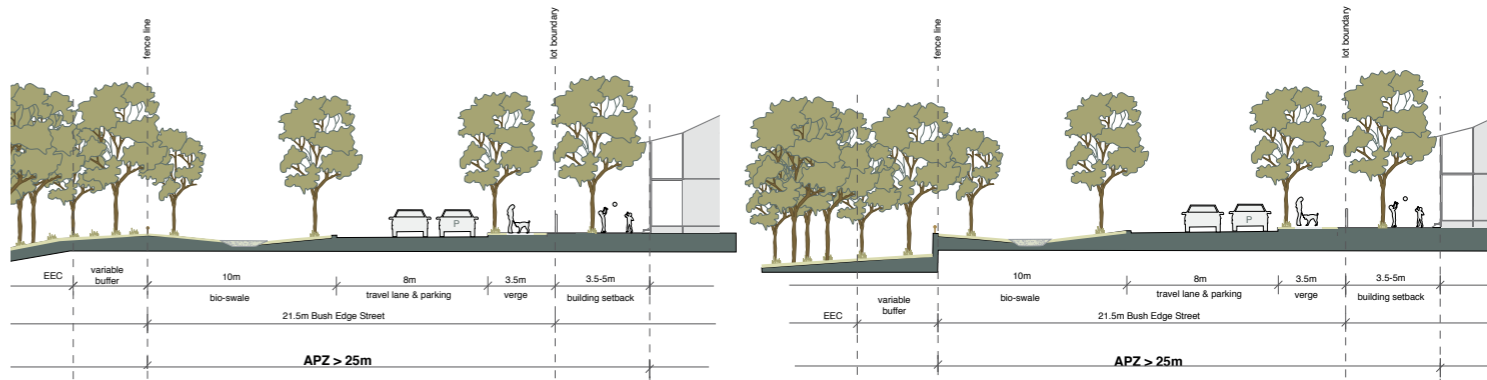 fence line
lot boundary
P
EEC
variable
buffer
10m
8m
3.5m
3.5-5m
bio-swale
travel lane & parking
verge
building setback
21.5m Bush Edge Street
APZ > 25m
fence line
lot boundary
P
10m
8m
3.5m
3.5-5m
bio-swale
travel lane & parking
verge
building setback
EEC
variable
buffer
21.5m Bush Edge Street
APZ > 25m